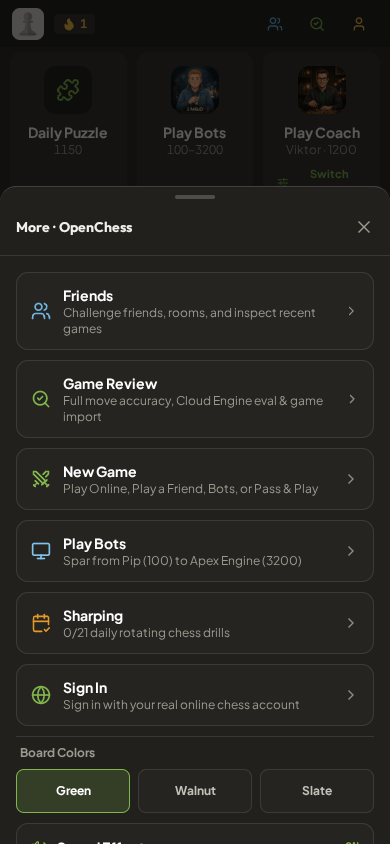 1
Daily Puzzle
1150
Play Bots
100–3200
Play Coach
Viktor · 1200
Switch
More · OpenChess
Friends
Challenge friends, rooms, and inspect recent
games
Game Review
Full move accuracy, Cloud Engine eval & game
import
New Game
Play Online, Play a Friend, Bots, or Pass & Play
Play Bots
Spar from Pip (100) to Apex Engine (3200)
Sharping
0/21 daily rotating chess drills
Sign In
Sign in with your real online chess account
Board Colors
Green
Walnut
Slate